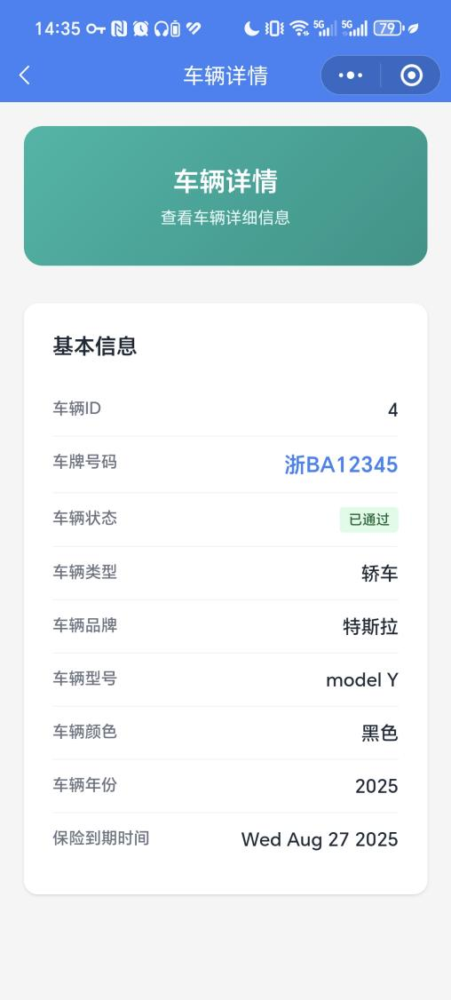 14:35
5G
5G
79
车辆详情
车辆详情
查看车辆详细信息
基本信息
车辆ID 4
车牌号码 浙BA12345
车辆状态 已通过
车辆类型 轿车
车辆品牌 特斯拉
车辆型号 model Y
车辆颜色 黑色
车辆年份 2025
保险到期时间 Wed Aug 27 2025